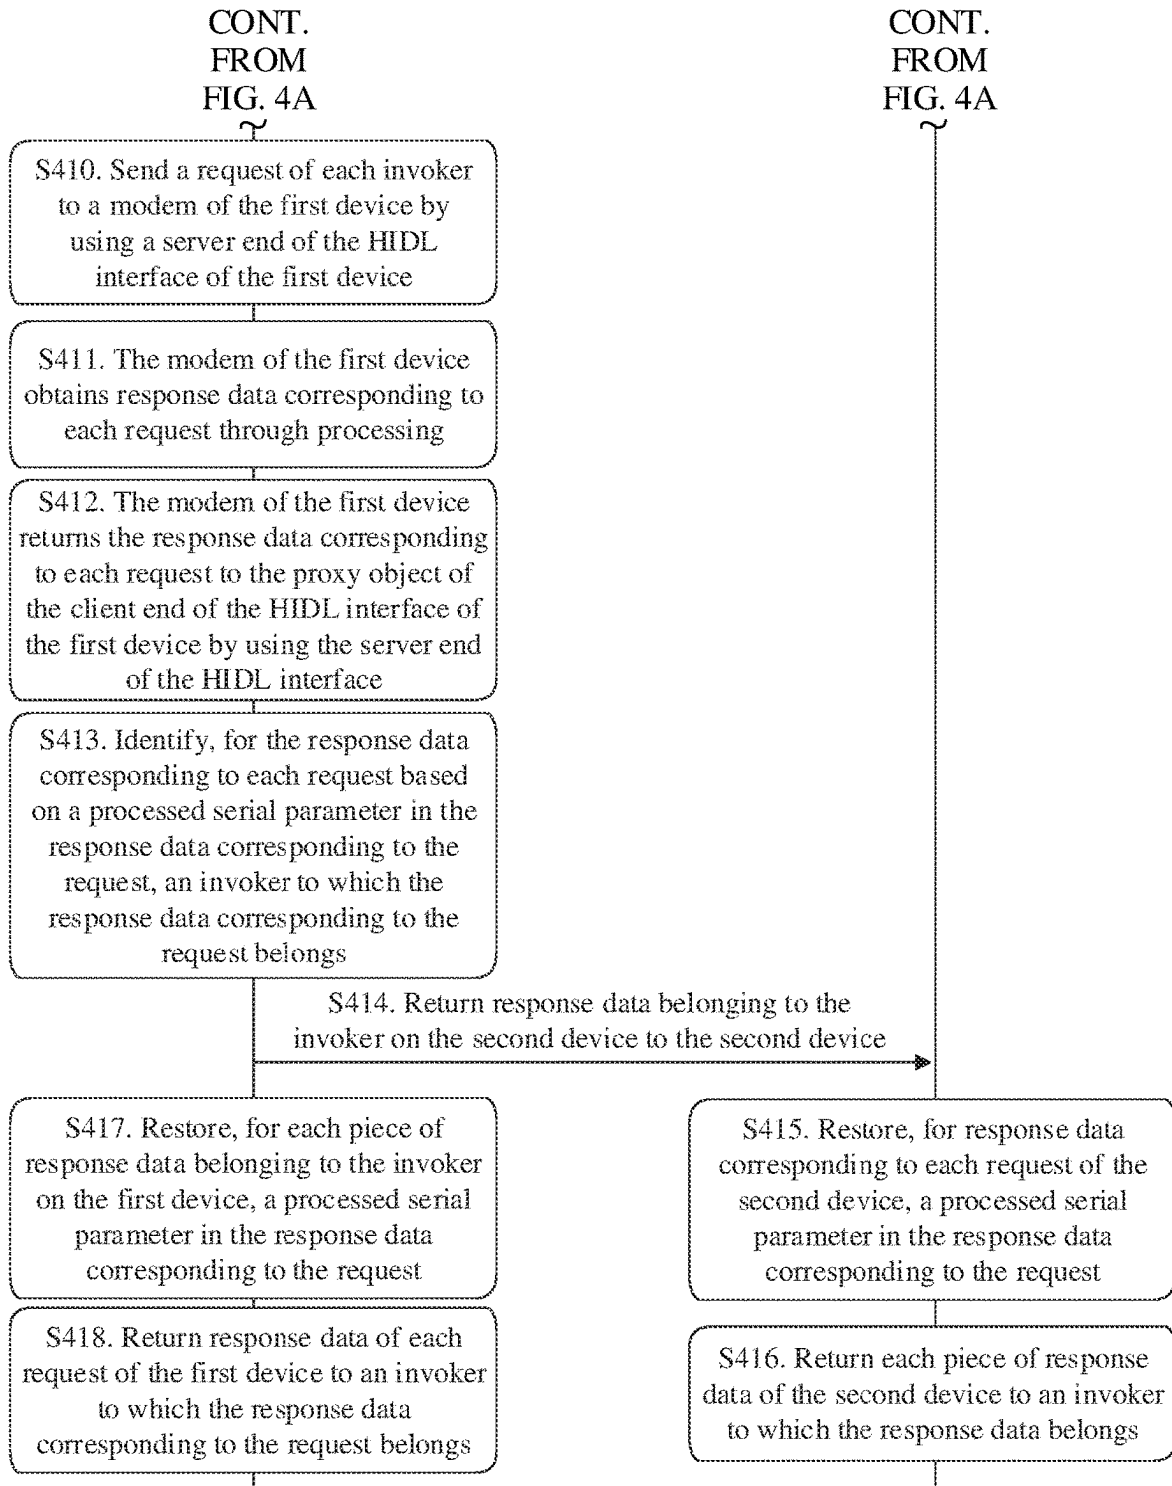 CONT.
FROM
FIG. 4A
CONT.
FROM
FIG. 4A
S410. Send a request of each invoker
to a modem of the first device by
using a server end of the HIDL
interface of the first device
S411. The modem of the first device
obtains response data corresponding to
each request through processing
S412. The modem of the first device
returns the response data corresponding
to each request to the proxy object of
the client end of the HIDL interface of
the first device by using the server end
of the HIDL interface
S413. Identify, for the response data
corresponding to each request based
on a processed serial parameter in the
response data corresponding to the
request, an invoker to which the
response data corresponding to the
request belongs
S414. Return response data belonging to the
invoker on the second device to the second device
S417. Restore, for each piece of
response data belonging to the invoker
on the first device, a processed serial
parameter in the response data
corresponding to the request
S415. Restore, for response data
corresponding to each request of the
second device, a processed serial
parameter in the response data
corresponding to the request
S418. Return response data of each
request of the first device to an invoker
to which the response data
corresponding to the request belongs
S416. Return each piece of response
data of the second device to an invoker
to which the response data belongs